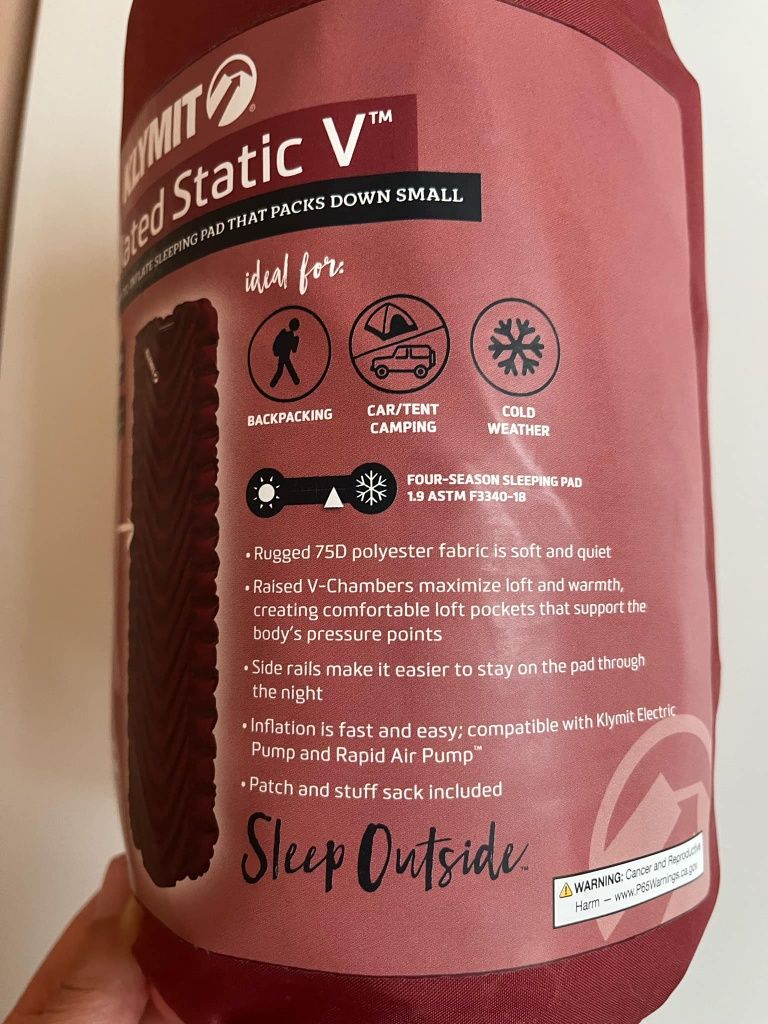 KLYMIT
ated Static V™
INFLATE SLEEPING PAD THAT PACKS DOWN SMALL
ideal for:
BACKPACKING
CAR/TENT
CAMPING
COLD
WEATHER
FOUR-SEASON SLEEPING PAD
1.9 ASTM F3340-18
• Rugged 75D polyester fabric is soft and quiet
• Raised V-Chambers maximize loft and warmth,
creating comfortable loft pockets that support the
body's pressure points
• Side rails make it easier to stay on the pad through
the night
• Inflation is fast and easy; compatible with Klymit Electric
Pump and Rapid Air Pump™
• Patch and stuff sack included
Sleep Outside™
⚠ WARNING: Cancer and Reproductive
Harm — www.P65Warnings.ca.gov